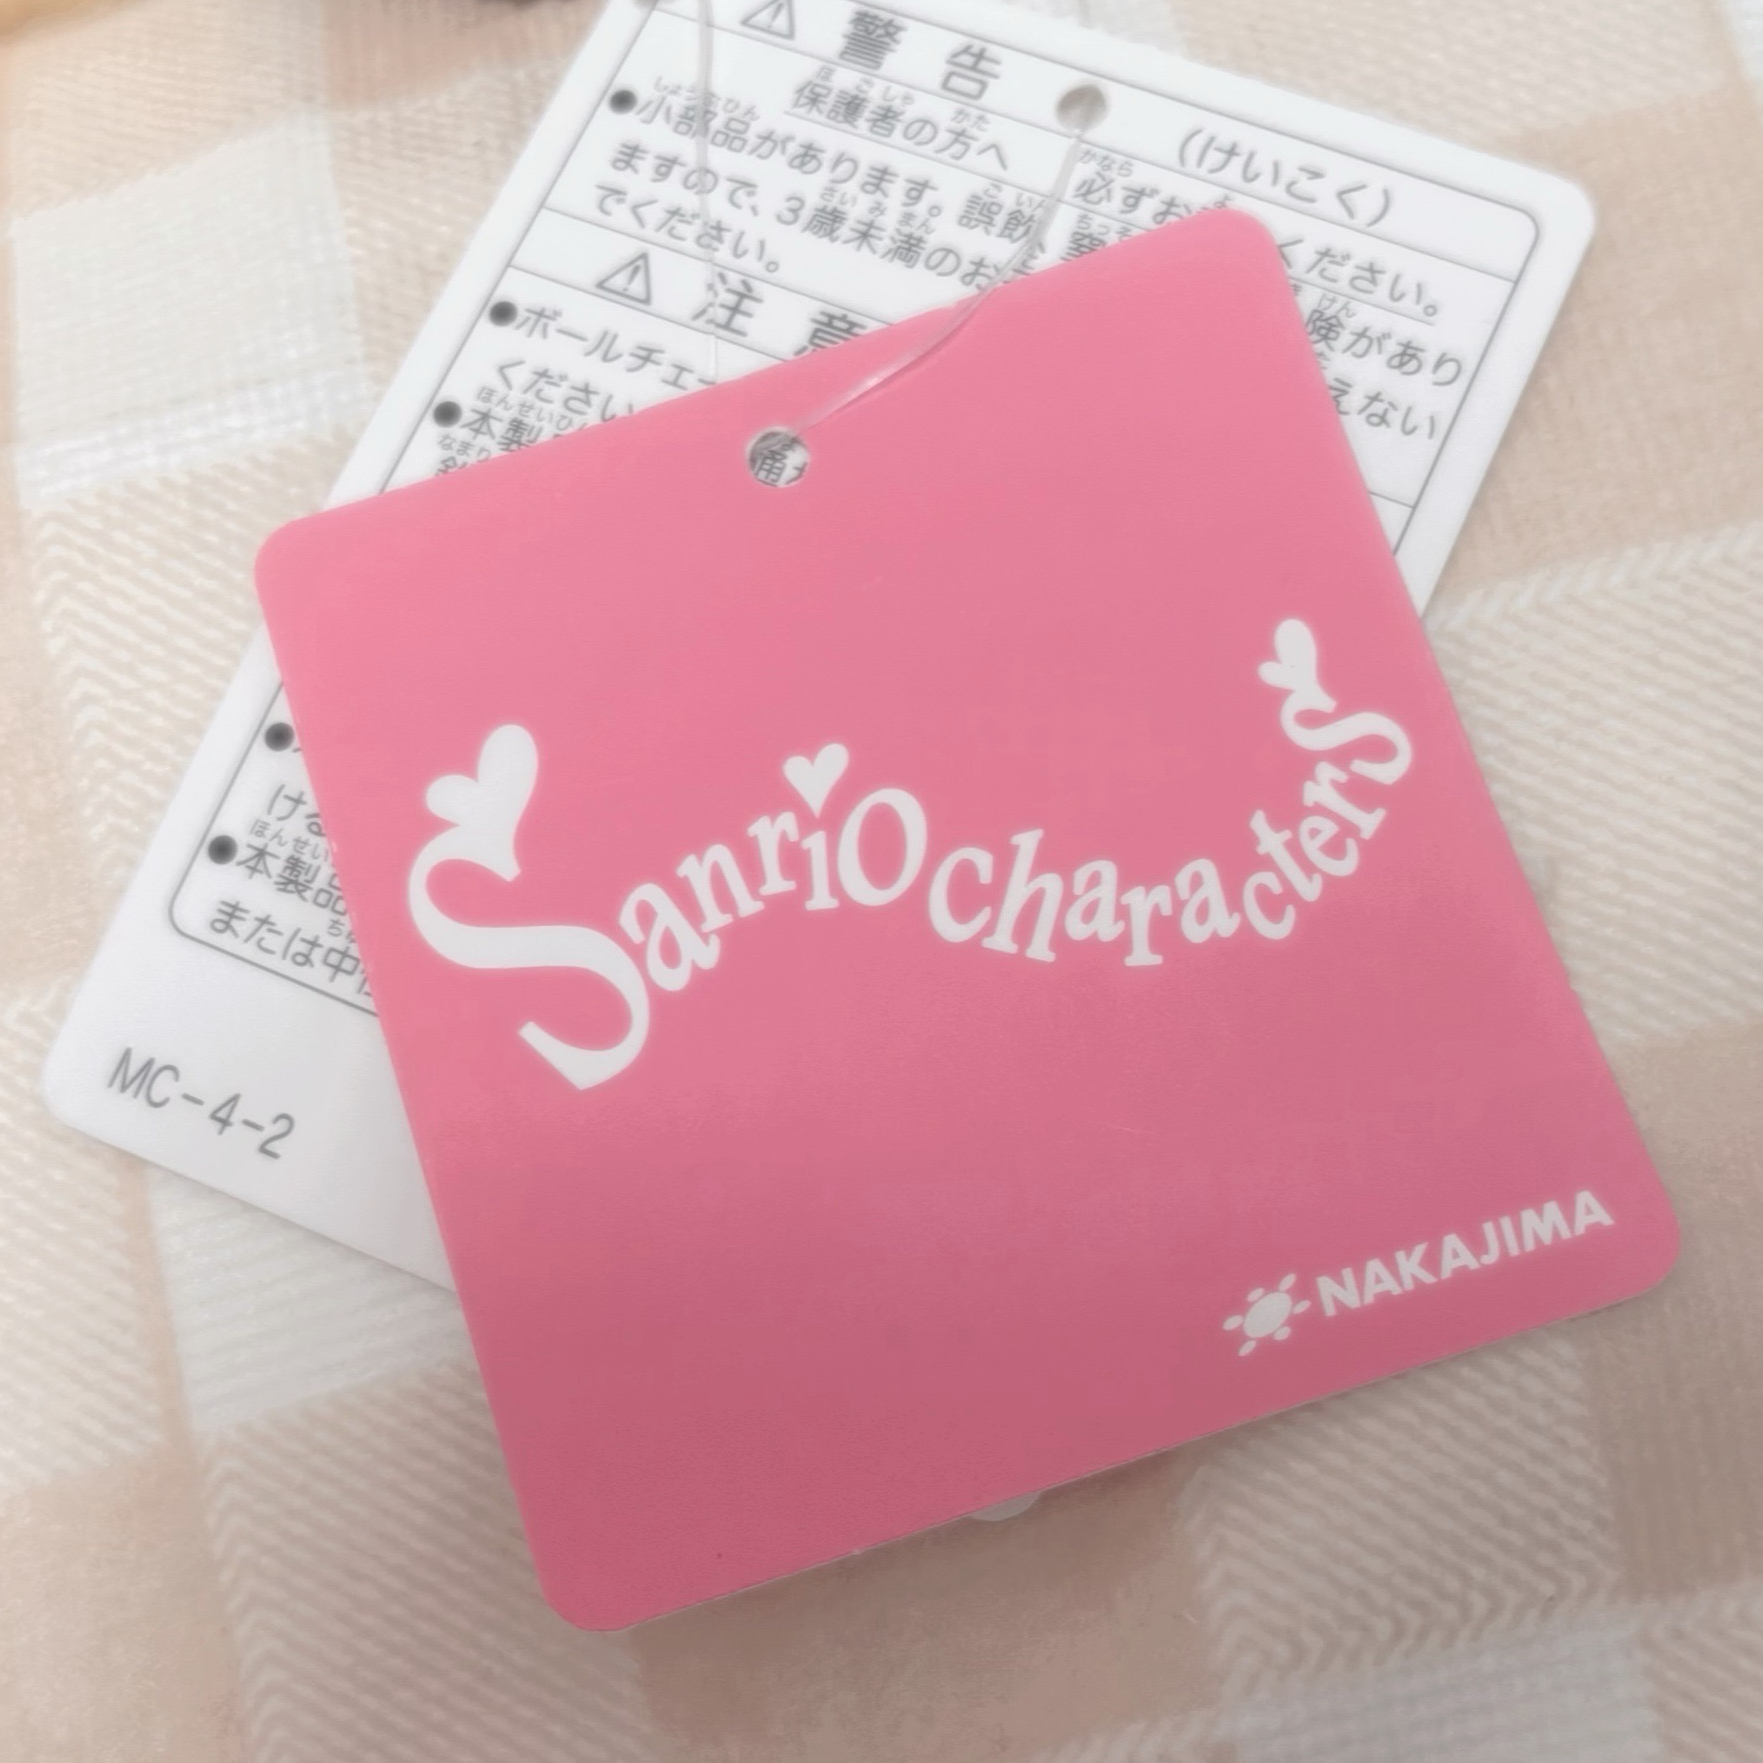 警告 (けいこく)
保護者の方へ 必ずお ください。
●小部品があります。誤飲 険があり
ますので、3歳未満のお えない
でください。
注意
●ボールチェー
ください
●本製
●
ける
●本製品
または中
MC-4-2
Sanrio characters
NAKAJIMA